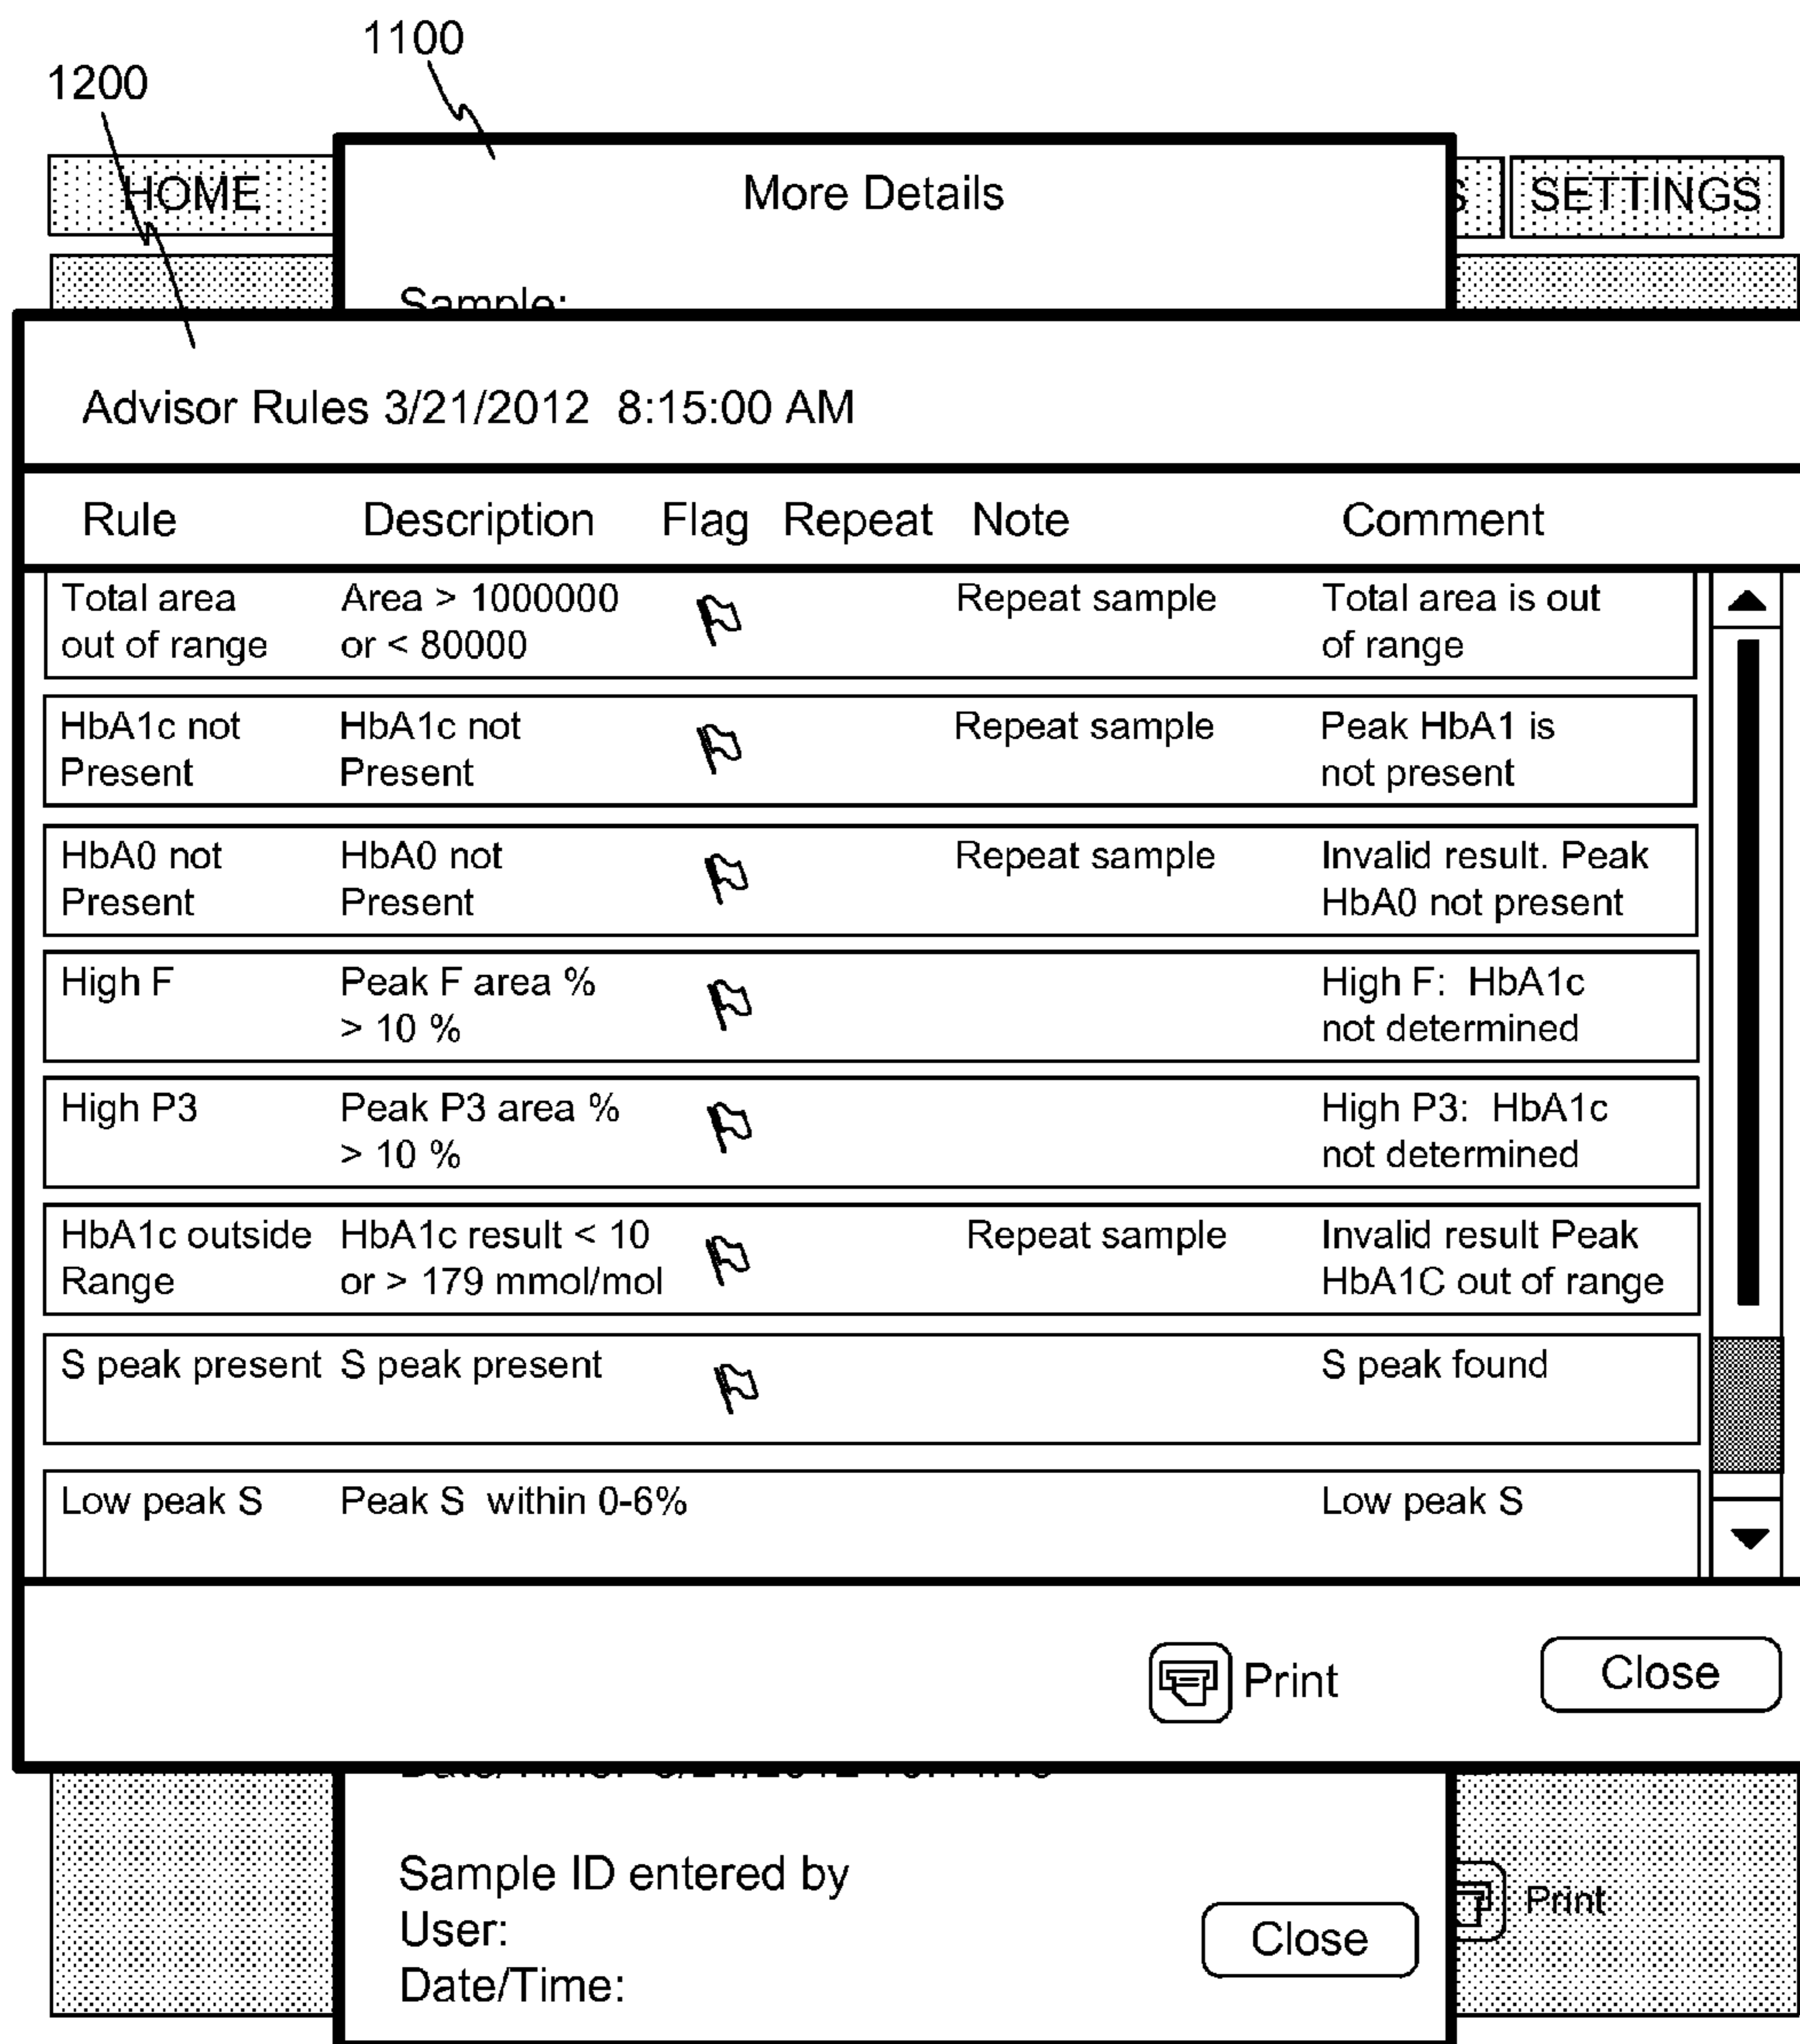 1100
1200
HOME
More Details
S
SETTINGS
Sample:
Advisor Rules 3/21/2012 8:15:00 AM
Rule Description Flag Repeat Note Comment
Total area Area > 1000000 Repeat sample Total area is out
out of range or < 80000 of range
HbA1c not HbA1c not Repeat sample Peak HbA1 is
Present Present not present
HbA0 not HbA0 not Repeat sample Invalid result. Peak
Present Present HbA0 not present
High F Peak F area % High F: HbA1c
> 10 % not determined
High P3 Peak P3 area % High P3: HbA1c
> 10 % not determined
HbA1c outside HbA1c result < 10 Repeat sample Invalid result Peak
Range or > 179 mmol/mol HbA1C out of range
S peak present S peak present S peak found
Low peak S Peak S within 0-6% Low peak S
Print Close
Sample ID entered by
User:
Date/Time:
Close
Print